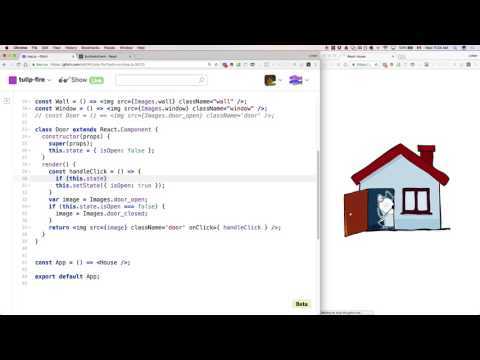 tulip-fire
Show
Live
const Wall = () => <img src={Images.wall} className="wall" />;
const Window = () => <img src={Images.window} className="window" />;
// const Door = () => <img src={Images.door_open} className='door' />;
class Door extends React.Component {
constructor(props) {
super(props);
this.state = { isOpen: false };
}
render() {
const handleClick = () => {
if (this.state)
this.setState({ isOpen: true });
}
var image = Images.door_open;
if (this.state.isOpen === false) {
image = Images.door_closed;
}
return <img src={image} className='door' onClick={ handleClick } />;
}
}
const App = () => <House />;
export default App;
Beta